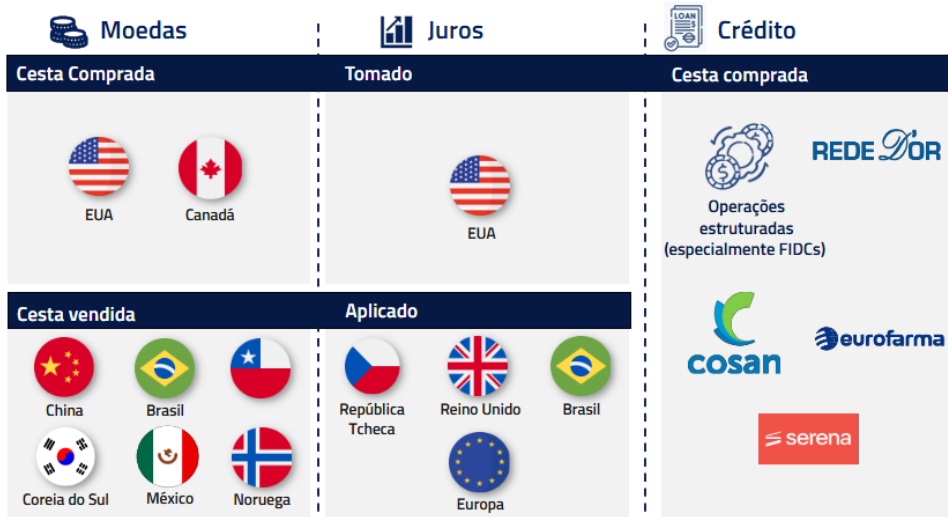 Moedas
Cesta Comprada
EUA
Canadá
Cesta vendida
China
Brasil
Coreia do Sul
México
Noruega
Juros
Tomado
EUA
Aplicado
República
Tcheca
Reino Unido
Brasil
Europa
LOAN
Crédito
Cesta comprada
Operações
estruturadas
(especialmente FIDCs)
REDE D'OR
cosan
eurofarma
serena